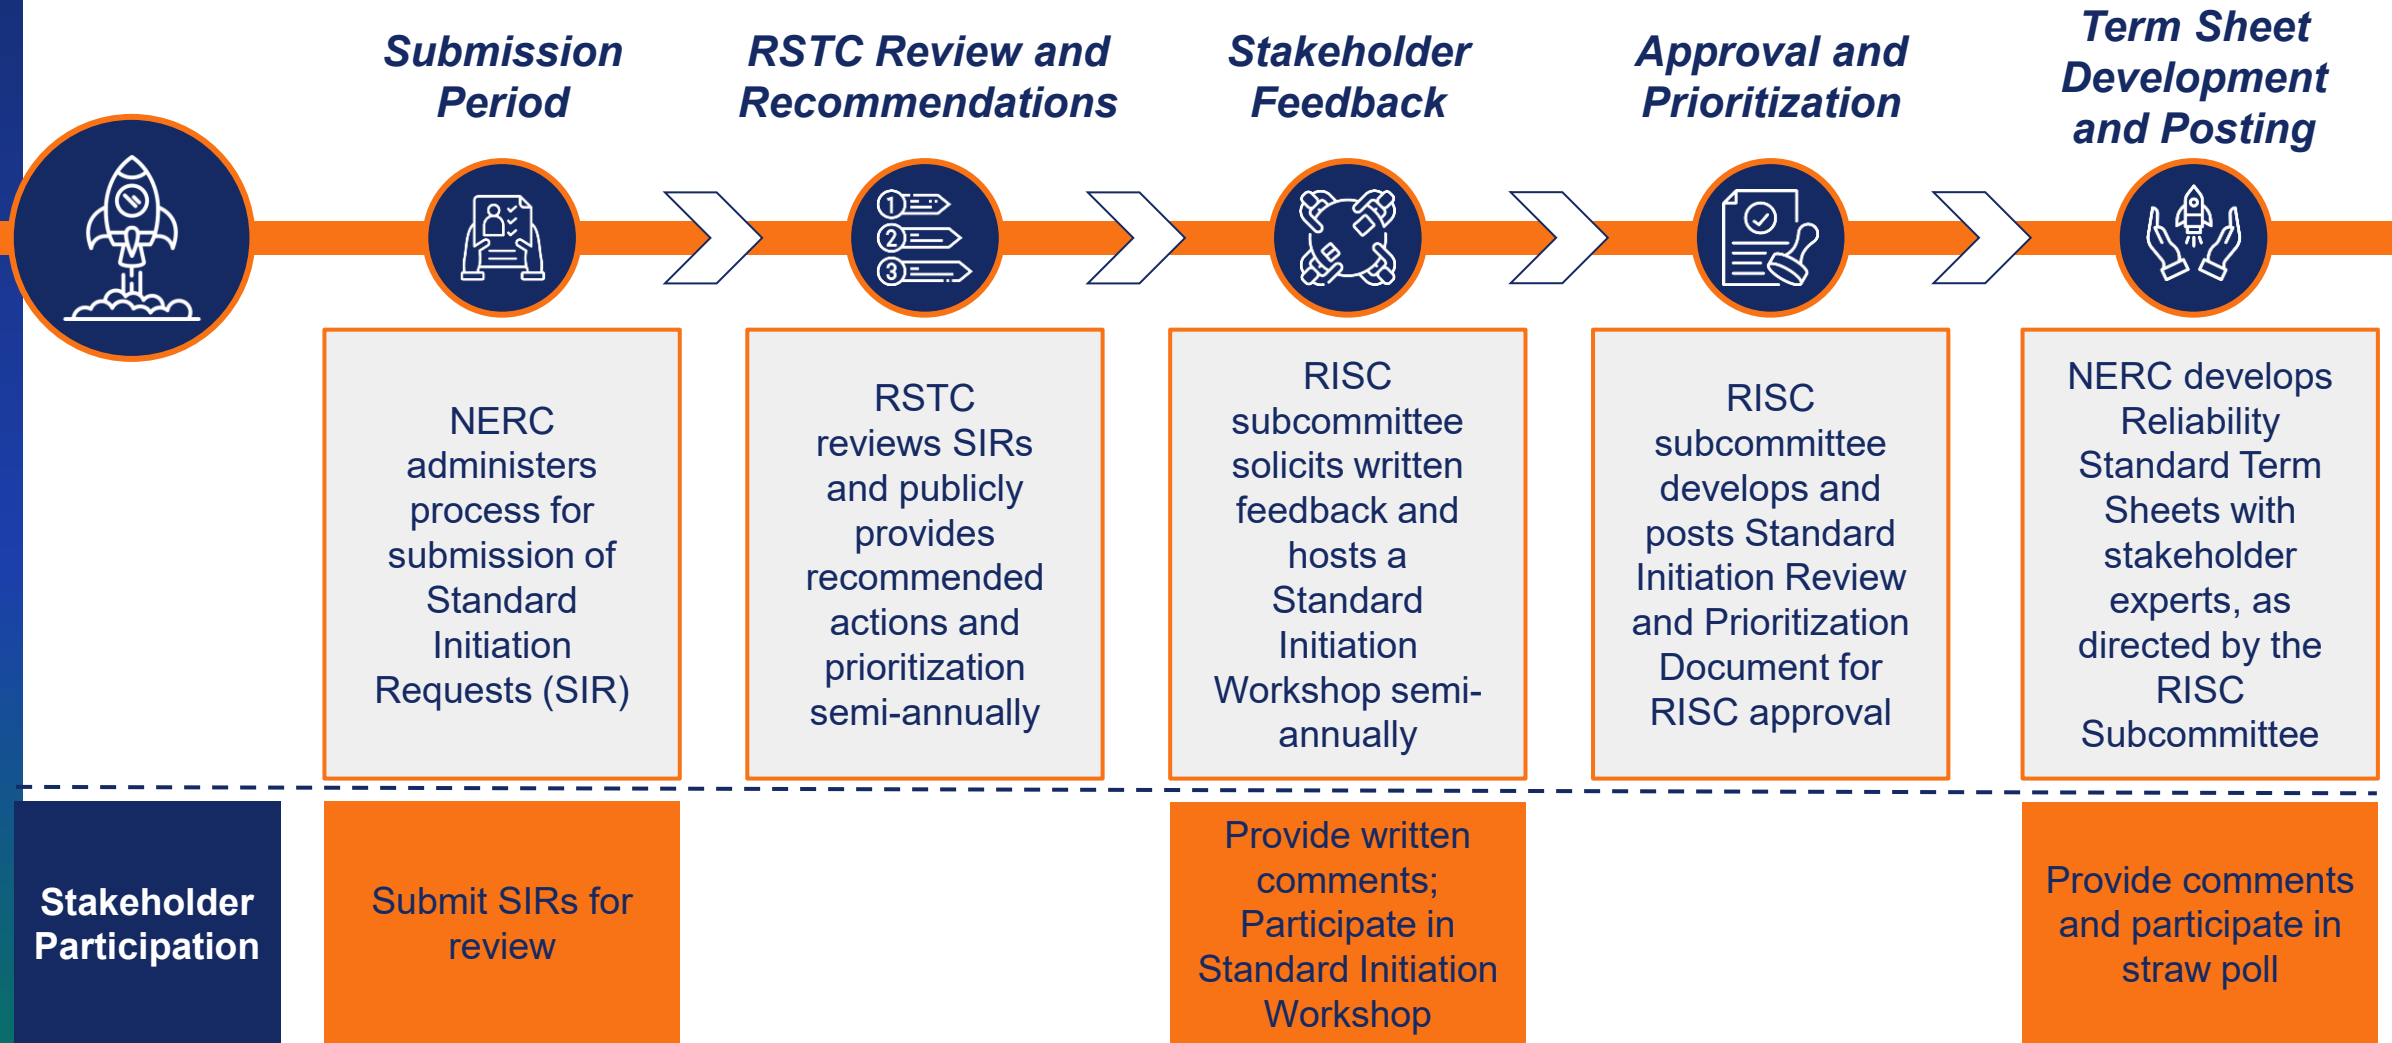 Submission
Period
RSTC Review and
Recommendations
Stakeholder
Feedback
Approval and
Prioritization
Term Sheet
Development
and Posting
1
2
3
NERC
administers
process for
submission of
Standard
Initiation
Requests (SIR)
RSTC
reviews SIRs
and publicly
provides
recommended
actions and
prioritization
semi-annually
RISC
subcommittee
solicits written
feedback and
hosts a
Standard
Initiation
Workshop semi-
annually
RISC
subcommittee
develops and
posts Standard
Initiation Review
and Prioritization
Document for
RISC approval
NERC develops
Reliability
Standard Term
Sheets with
stakeholder
experts, as
directed by the
RISC
Subcommittee
Stakeholder
Participation
Submit SIRs for
review
Provide written
comments;
Participate in
Standard Initiation
Workshop
Provide comments
and participate in
straw poll